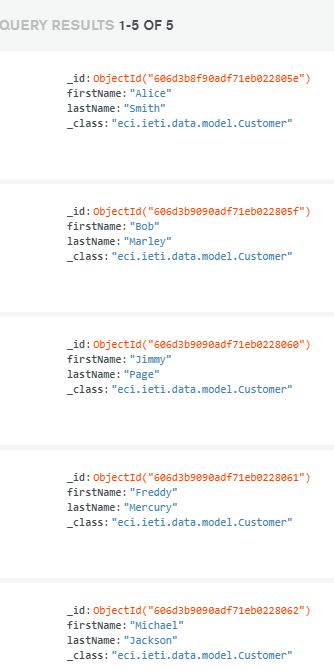 QUERY RESULTS 1-5 OF 5
_id: ObjectId("606d3b8f90adf71eb022805e")
firstName: "Alice"
lastName: "Smith"
_class: "eci.ieti.data.model.Customer"
_id: ObjectId("606d3b9090adf71eb022805f")
firstName: "Bob"
lastName: "Marley"
_class: "eci.ieti.data.model.Customer"
_id: ObjectId("606d3b9090adf71eb0228060")
firstName: "Jimmy"
lastName: "Page"
_class: "eci.ieti.data.model.Customer"
_id: ObjectId("606d3b9090adf71eb0228061")
firstName: "Freddy"
lastName: "Mercury"
_class: "eci.ieti.data.model.Customer"
_id: ObjectId("606d3b9090adf71eb0228062")
firstName: "Michael"
lastName: "Jackson"
_class: "eci.ieti.data.model.Customer"